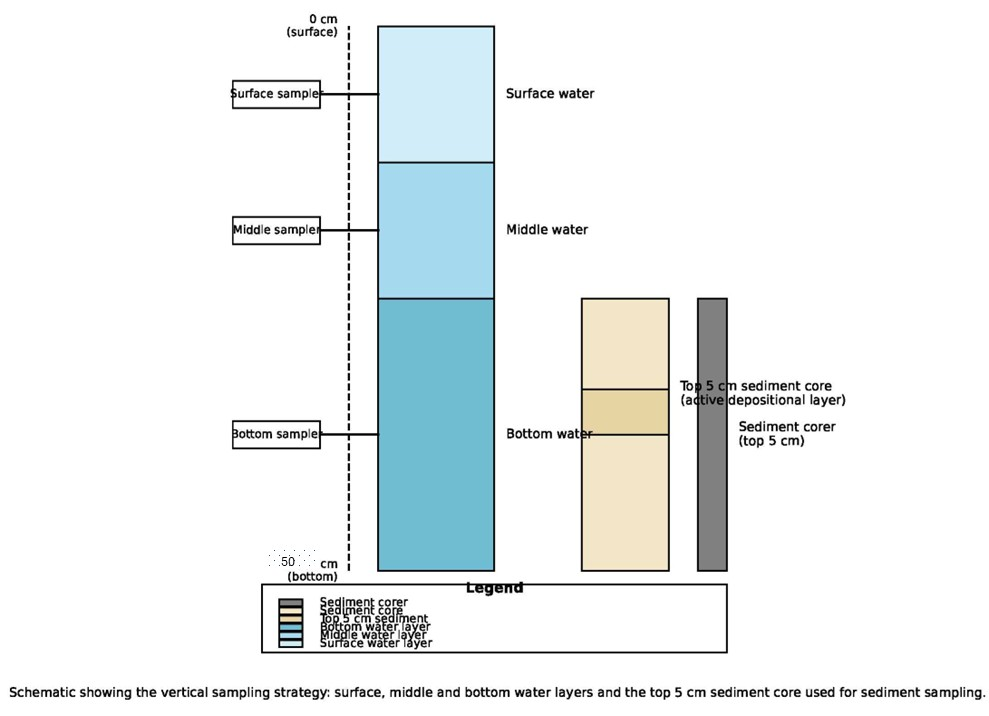 0 cm
(surface)
Surface sampler
Surface water
Middle sampler
Middle water
Top 5 cm sediment core
(active depositional layer)
Sediment corer
(top 5 cm)
Bottom sampler
Bottom water
50 cm
(bottom)
Legend
Sediment corer
Sediment core
Top 5 cm sediment
Bottom water layer
Middle water layer
Surface water layer
Schematic showing the vertical sampling strategy: surface, middle and bottom water layers and the top 5 cm sediment core used for sediment sampling.